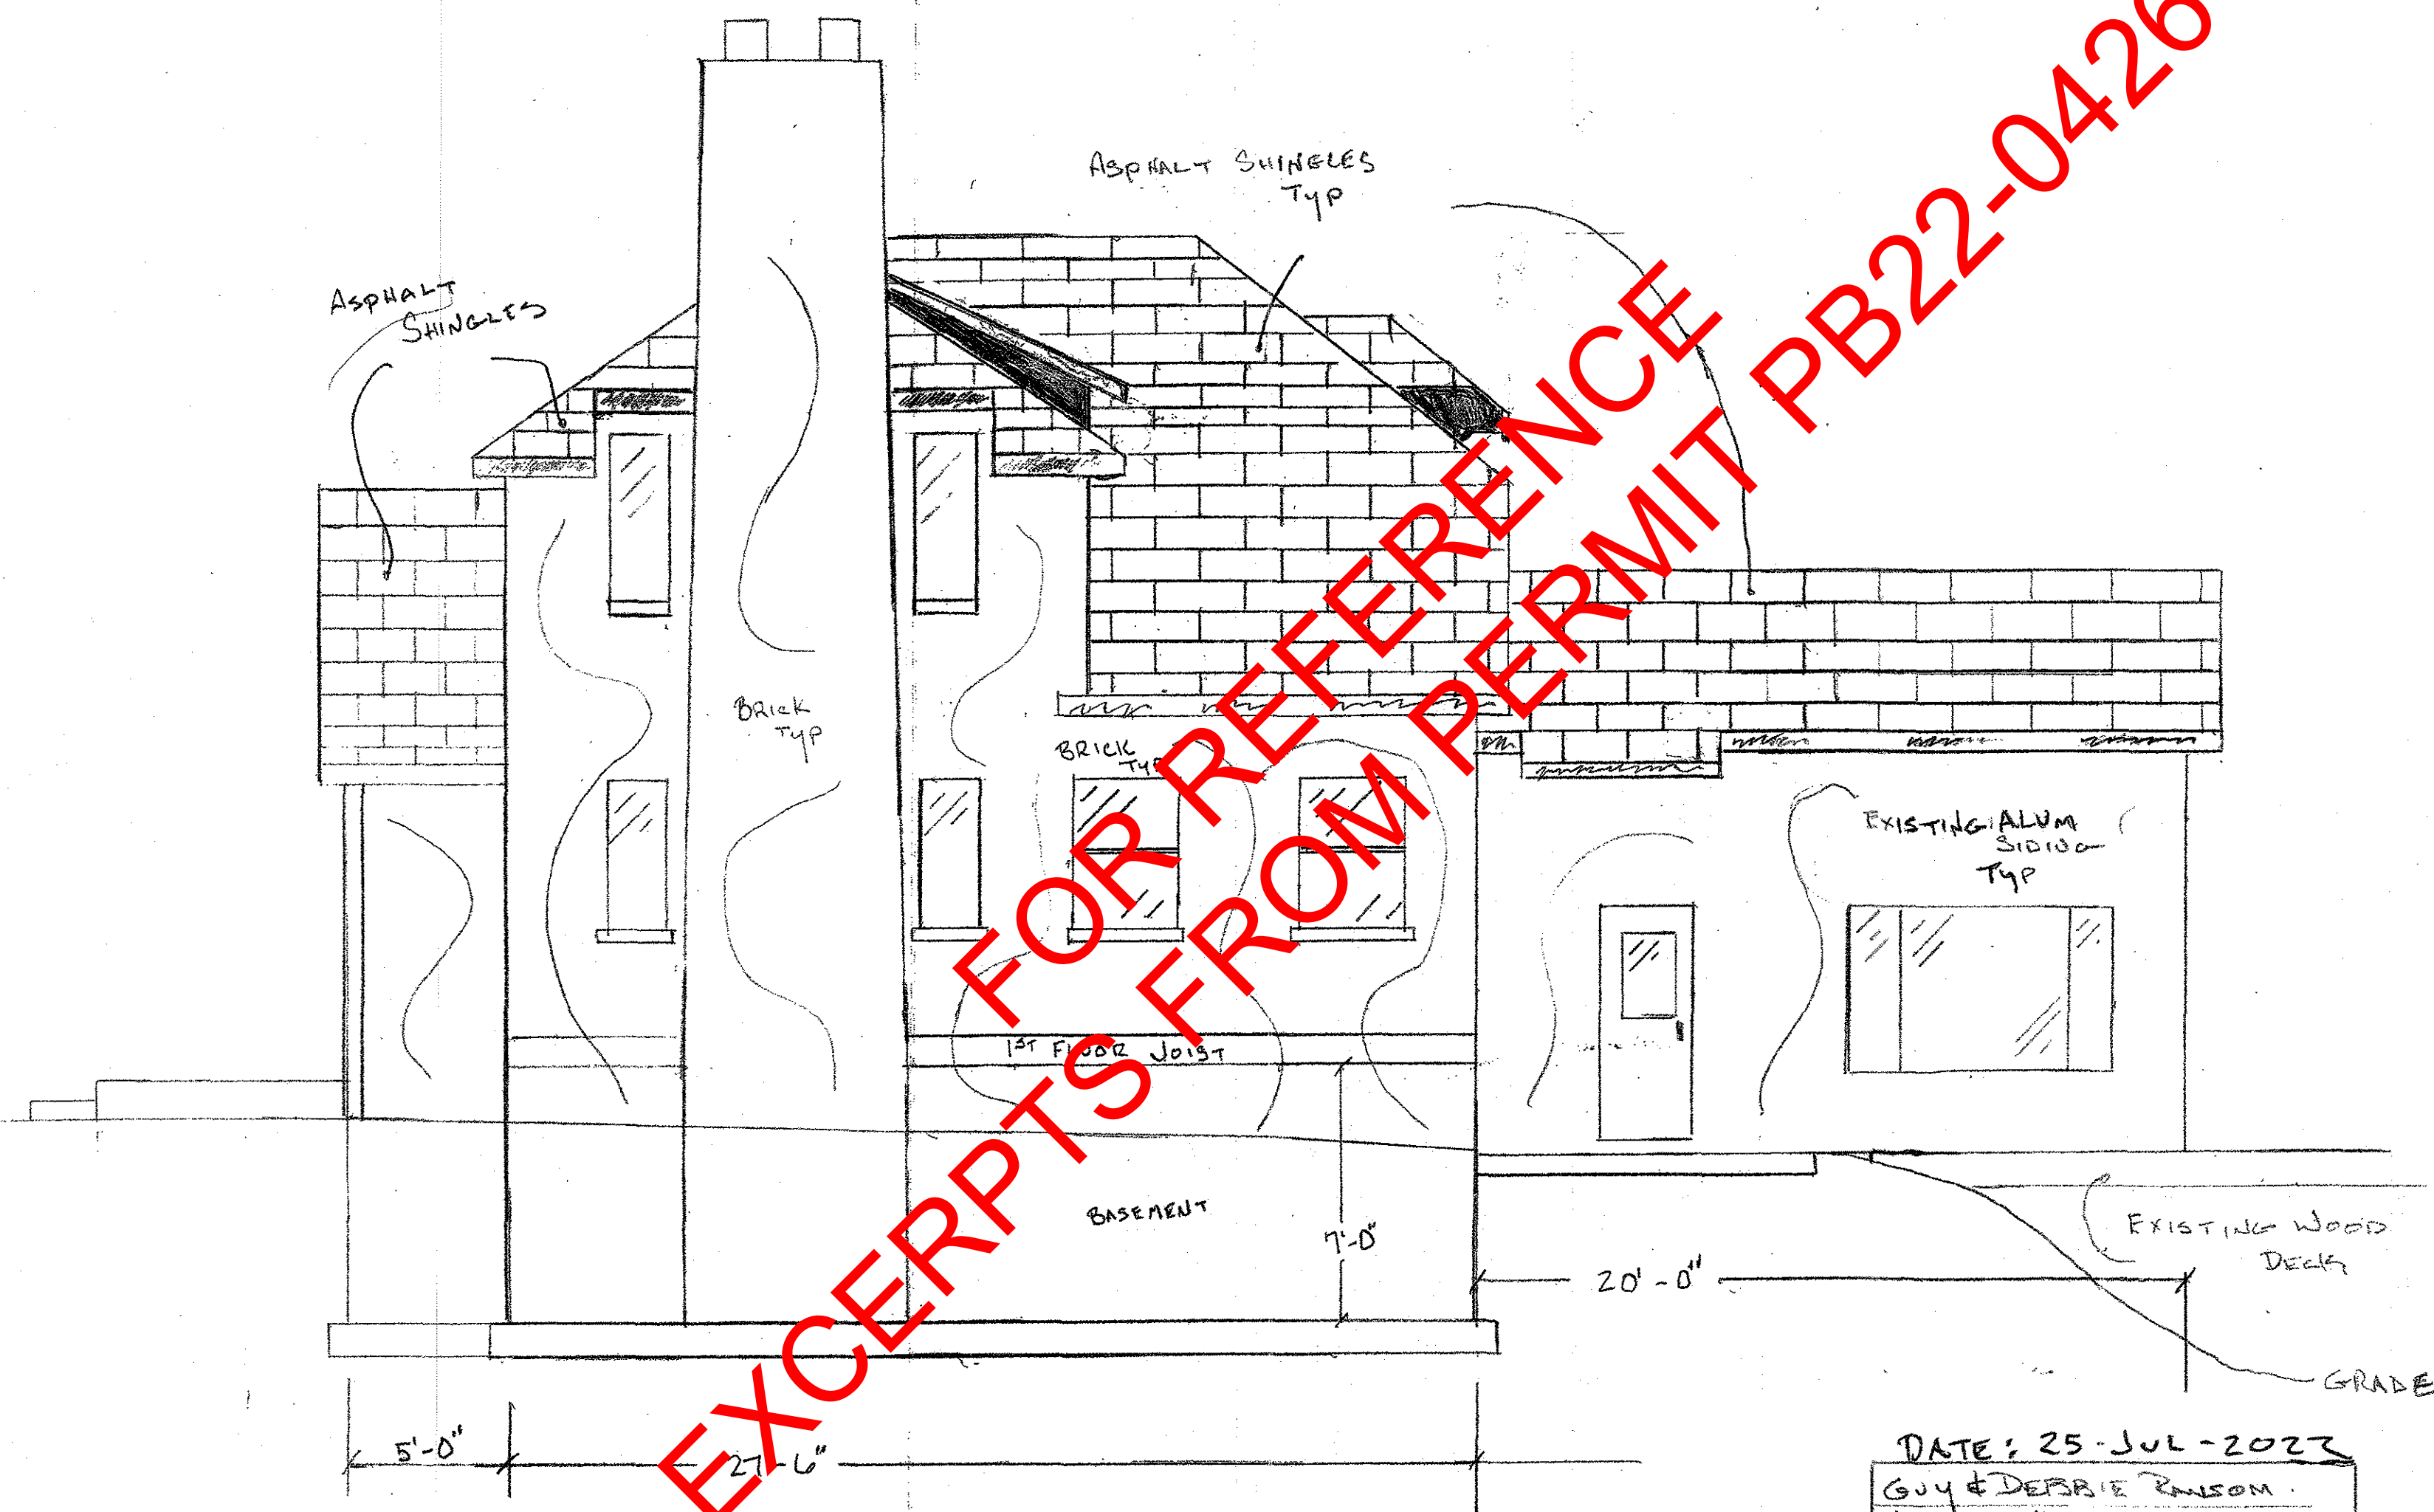 ASPHALT SHINGLES
TYP
ASPHALT
SHINGLES
BRICK
TYP
BRICK
TYP
EXISTING ALUM
SIDING
TYP
1ST FLOOR JOIST
BASEMENT
7'-0"
20'-0"
EXISTING WOOD
DECK
GRADE
5'-0"
27'-6"
DATE: 25-JUL-2022
GUY & DEBBIE RANSOM
FOR REFERENCE
EXCERPTS FROM PERMIT PB22-0426